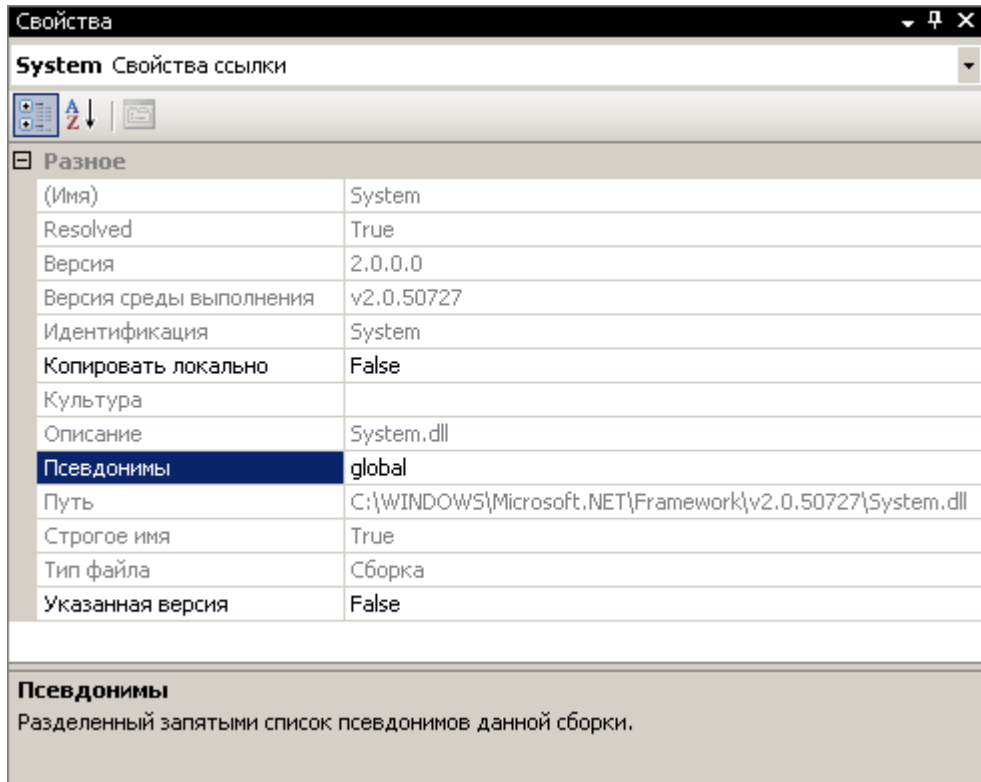 Свойства
System Свойства ссылки
A
Z
Разное
(Имя) System
Resolved True
Версия 2.0.0.0
Версия среды выполнения v2.0.50727
Идентификация System
Копировать локально False
Культура
Описание System.dll
Псевдонимы global
Путь C:\WINDOWS\Microsoft.NET\Framework\v2.0.50727\System.dll
Строгое имя True
Тип файла Сборка
Указанная версия False
Псевдонимы
Разделенный запятыми список псевдонимов данной сборки.